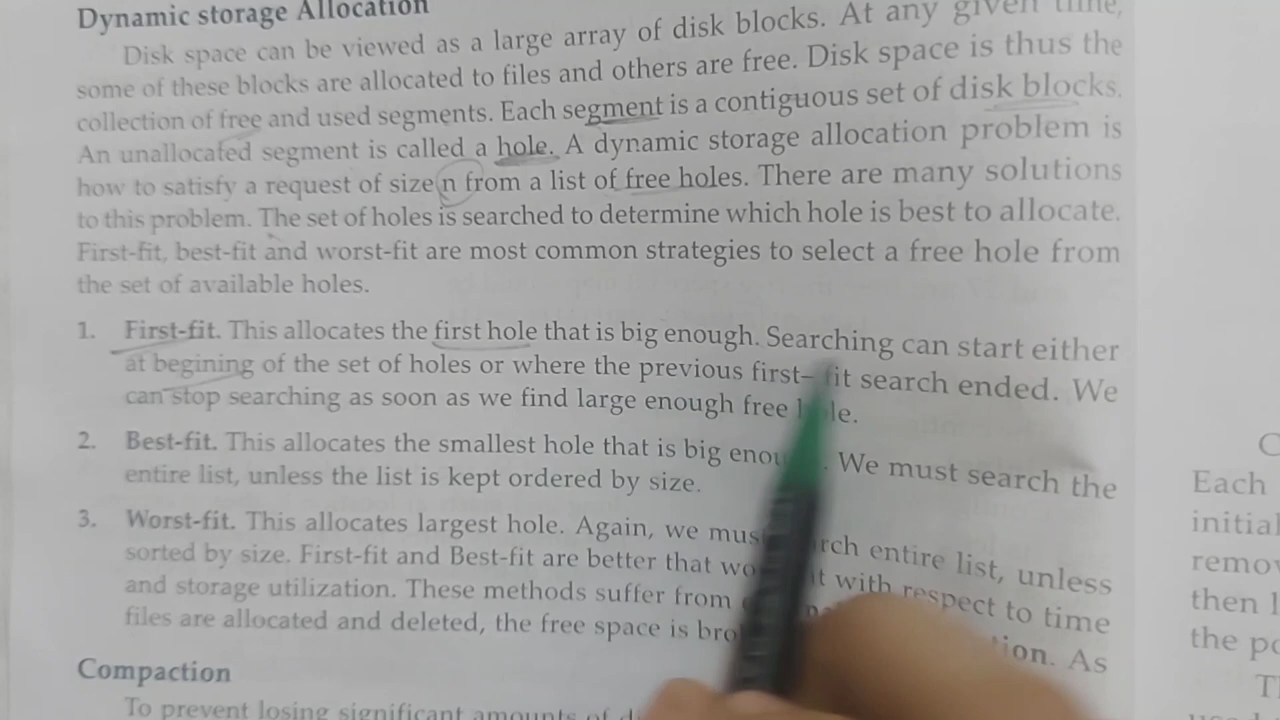 Dynamic storage Allocation
Disk space can be viewed as a large array of disk blocks. At any given time,
some of these blocks are allocated to files and others are free. Disk space is thus the
collection of free and used segments. Each segment is a contiguous set of disk blocks.
An unallocated segment is called a hole. A dynamic storage allocation problem is
how to satisfy a request of size n from a list of free holes. There are many solutions
to this problem. The set of holes is searched to determine which hole is best to allocate.
First-fit, best-fit and worst-fit are most common strategies to select a free hole from
the set of available holes.
1. First-fit. This allocates the first hole that is big enough. Searching can start either
at begining of the set of holes or where the previous first-fit search ended. We
can stop searching as soon as we find large enough free hole.
2. Best-fit. This allocates the smallest hole that is big enough. We must search the
entire list, unless the list is kept ordered by size.
3. Worst-fit. This allocates largest hole. Again, we must search entire list, unless
sorted by size. First-fit and Best-fit are better that with respect to time
and storage utilization. These methods suffer from
files are allocated and deleted, the free space is As
Compaction
To prevent losing significant amounts of
Each
initial
then
the